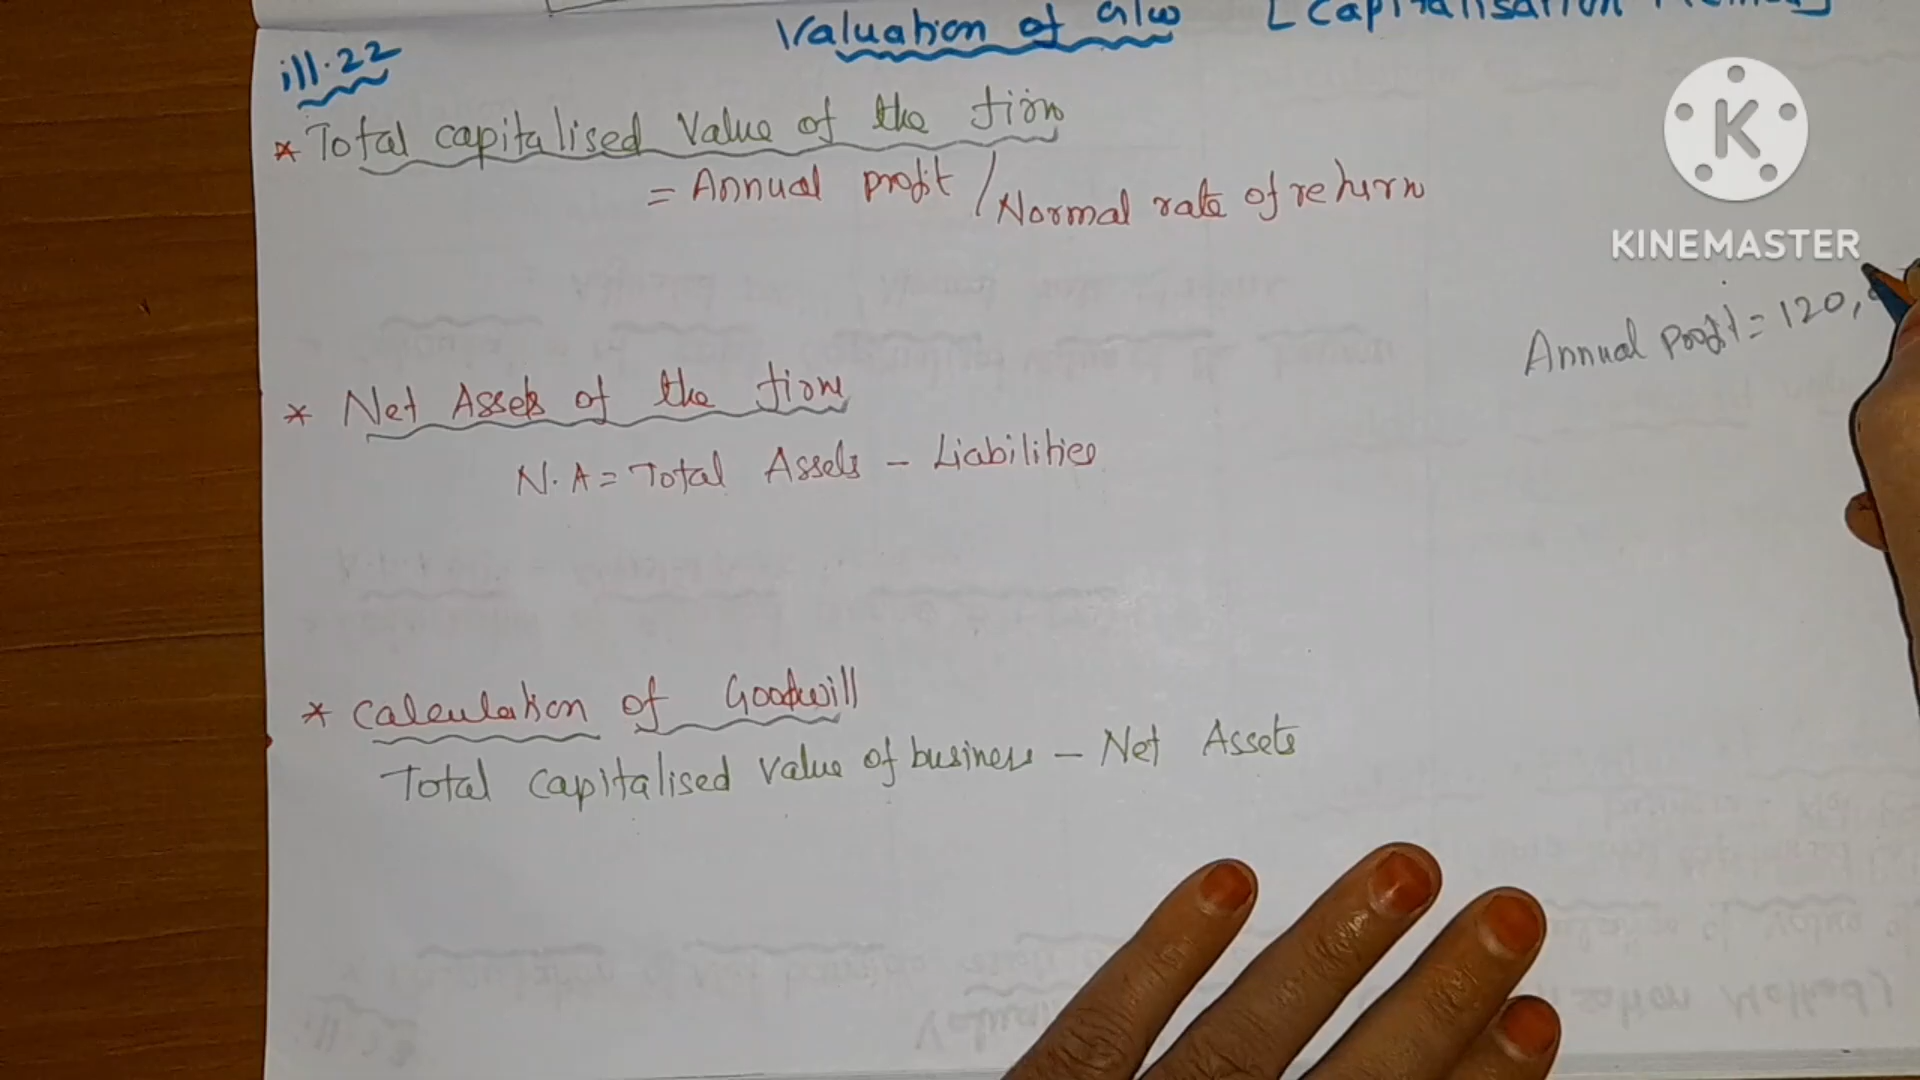 Valuation of G/w [Capitalisation Method]
ill.22
* Total capitalised Value of the firm
= Annual profit / Normal rate of return
KINEMASTER
Annual profit = 120,
* Net Assets of the firm
N.A = Total Assets - Liabilities
* Calculation of Goodwill
Total capitalised value of business - Net Assets